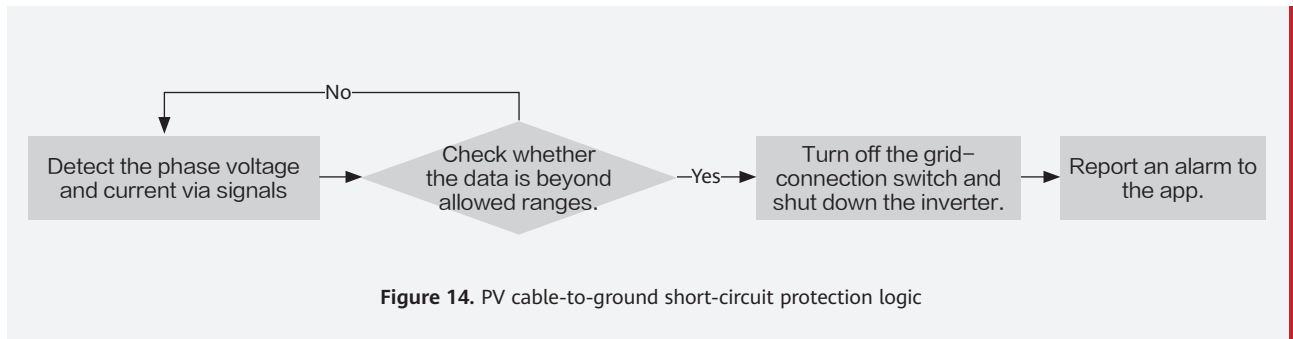 No
Detect the phase voltage
and current via signals
Check whether
the data is beyond
allowed ranges.
Yes
Turn off the grid–
connection switch and
shut down the inverter.
Report an alarm to
the app.
Figure 14. PV cable-to-ground short-circuit protection logic